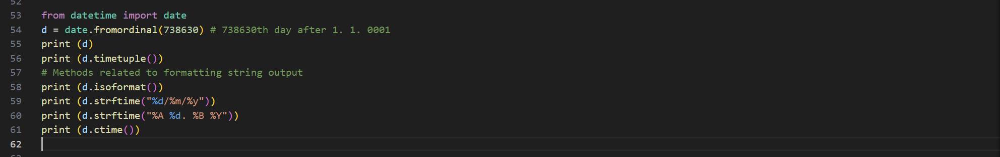 52
53 from datetime import date
54 d = date.fromordinal(738630) # 738630th day after 1. 1. 0001
55 print (d)
56 print (d.timetuple())
57 # Methods related to formatting string output
58 print (d.isoformat())
59 print (d.strftime("%d/%m/%y"))
60 print (d.strftime("%A %d. %B %Y"))
61 print (d.ctime())
62